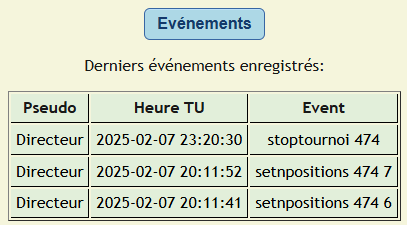 Evénements
Derniers événements enregistrés:
Pseudo Heure TU Event
Directeur 2025-02-07 23:20:30 stoptournoi 474
Directeur 2025-02-07 20:11:52 setnpositions 474 7
Directeur 2025-02-07 20:11:41 setnpositions 474 6